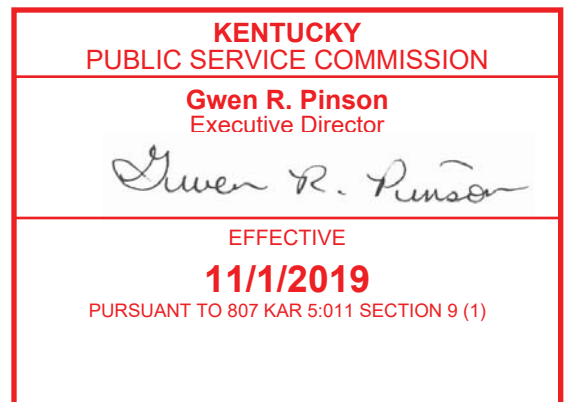 KENTUCKY
PUBLIC SERVICE COMMISSION
Gwen R. Pinson
Executive Director
Gwen R. Pinson
EFFECTIVE
11/1/2019
PURSUANT TO 807 KAR 5:011 SECTION 9 (1)